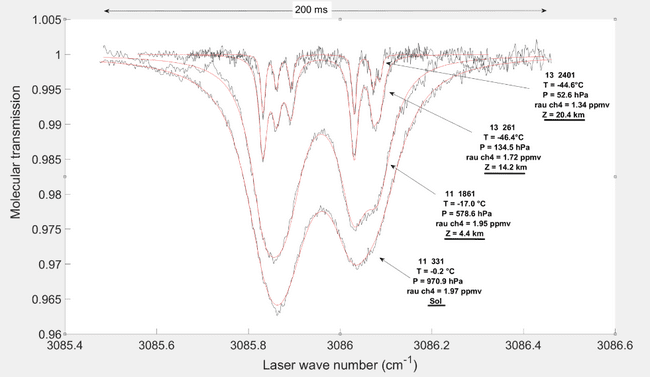 200 ms
1.005
1
0.995
0.99
0.985
0.98
0.975
0.97
0.965
0.96
Molecular transmission
13 2401
T = -44.6°C
P = 52.6 hPa
rau ch4 = 1.34 ppmv
Z = 20.4 km
13 261
T = -46.4°C
P = 134.5 hPa
rau ch4 = 1.72 ppmv
Z = 14.2 km
11 1861
T = -17.0 °C
P = 578.6 hPa
rau ch4 = 1.95 ppmv
Z = 4.4 km
11 331
T = -0.2 °C
P = 970.9 hPa
rau ch4 = 1.97 ppmv
Sol
3085.4 3085.6 3085.8 3086 3086.2 3086.4 3086.6
Laser wave number (cm⁻¹)